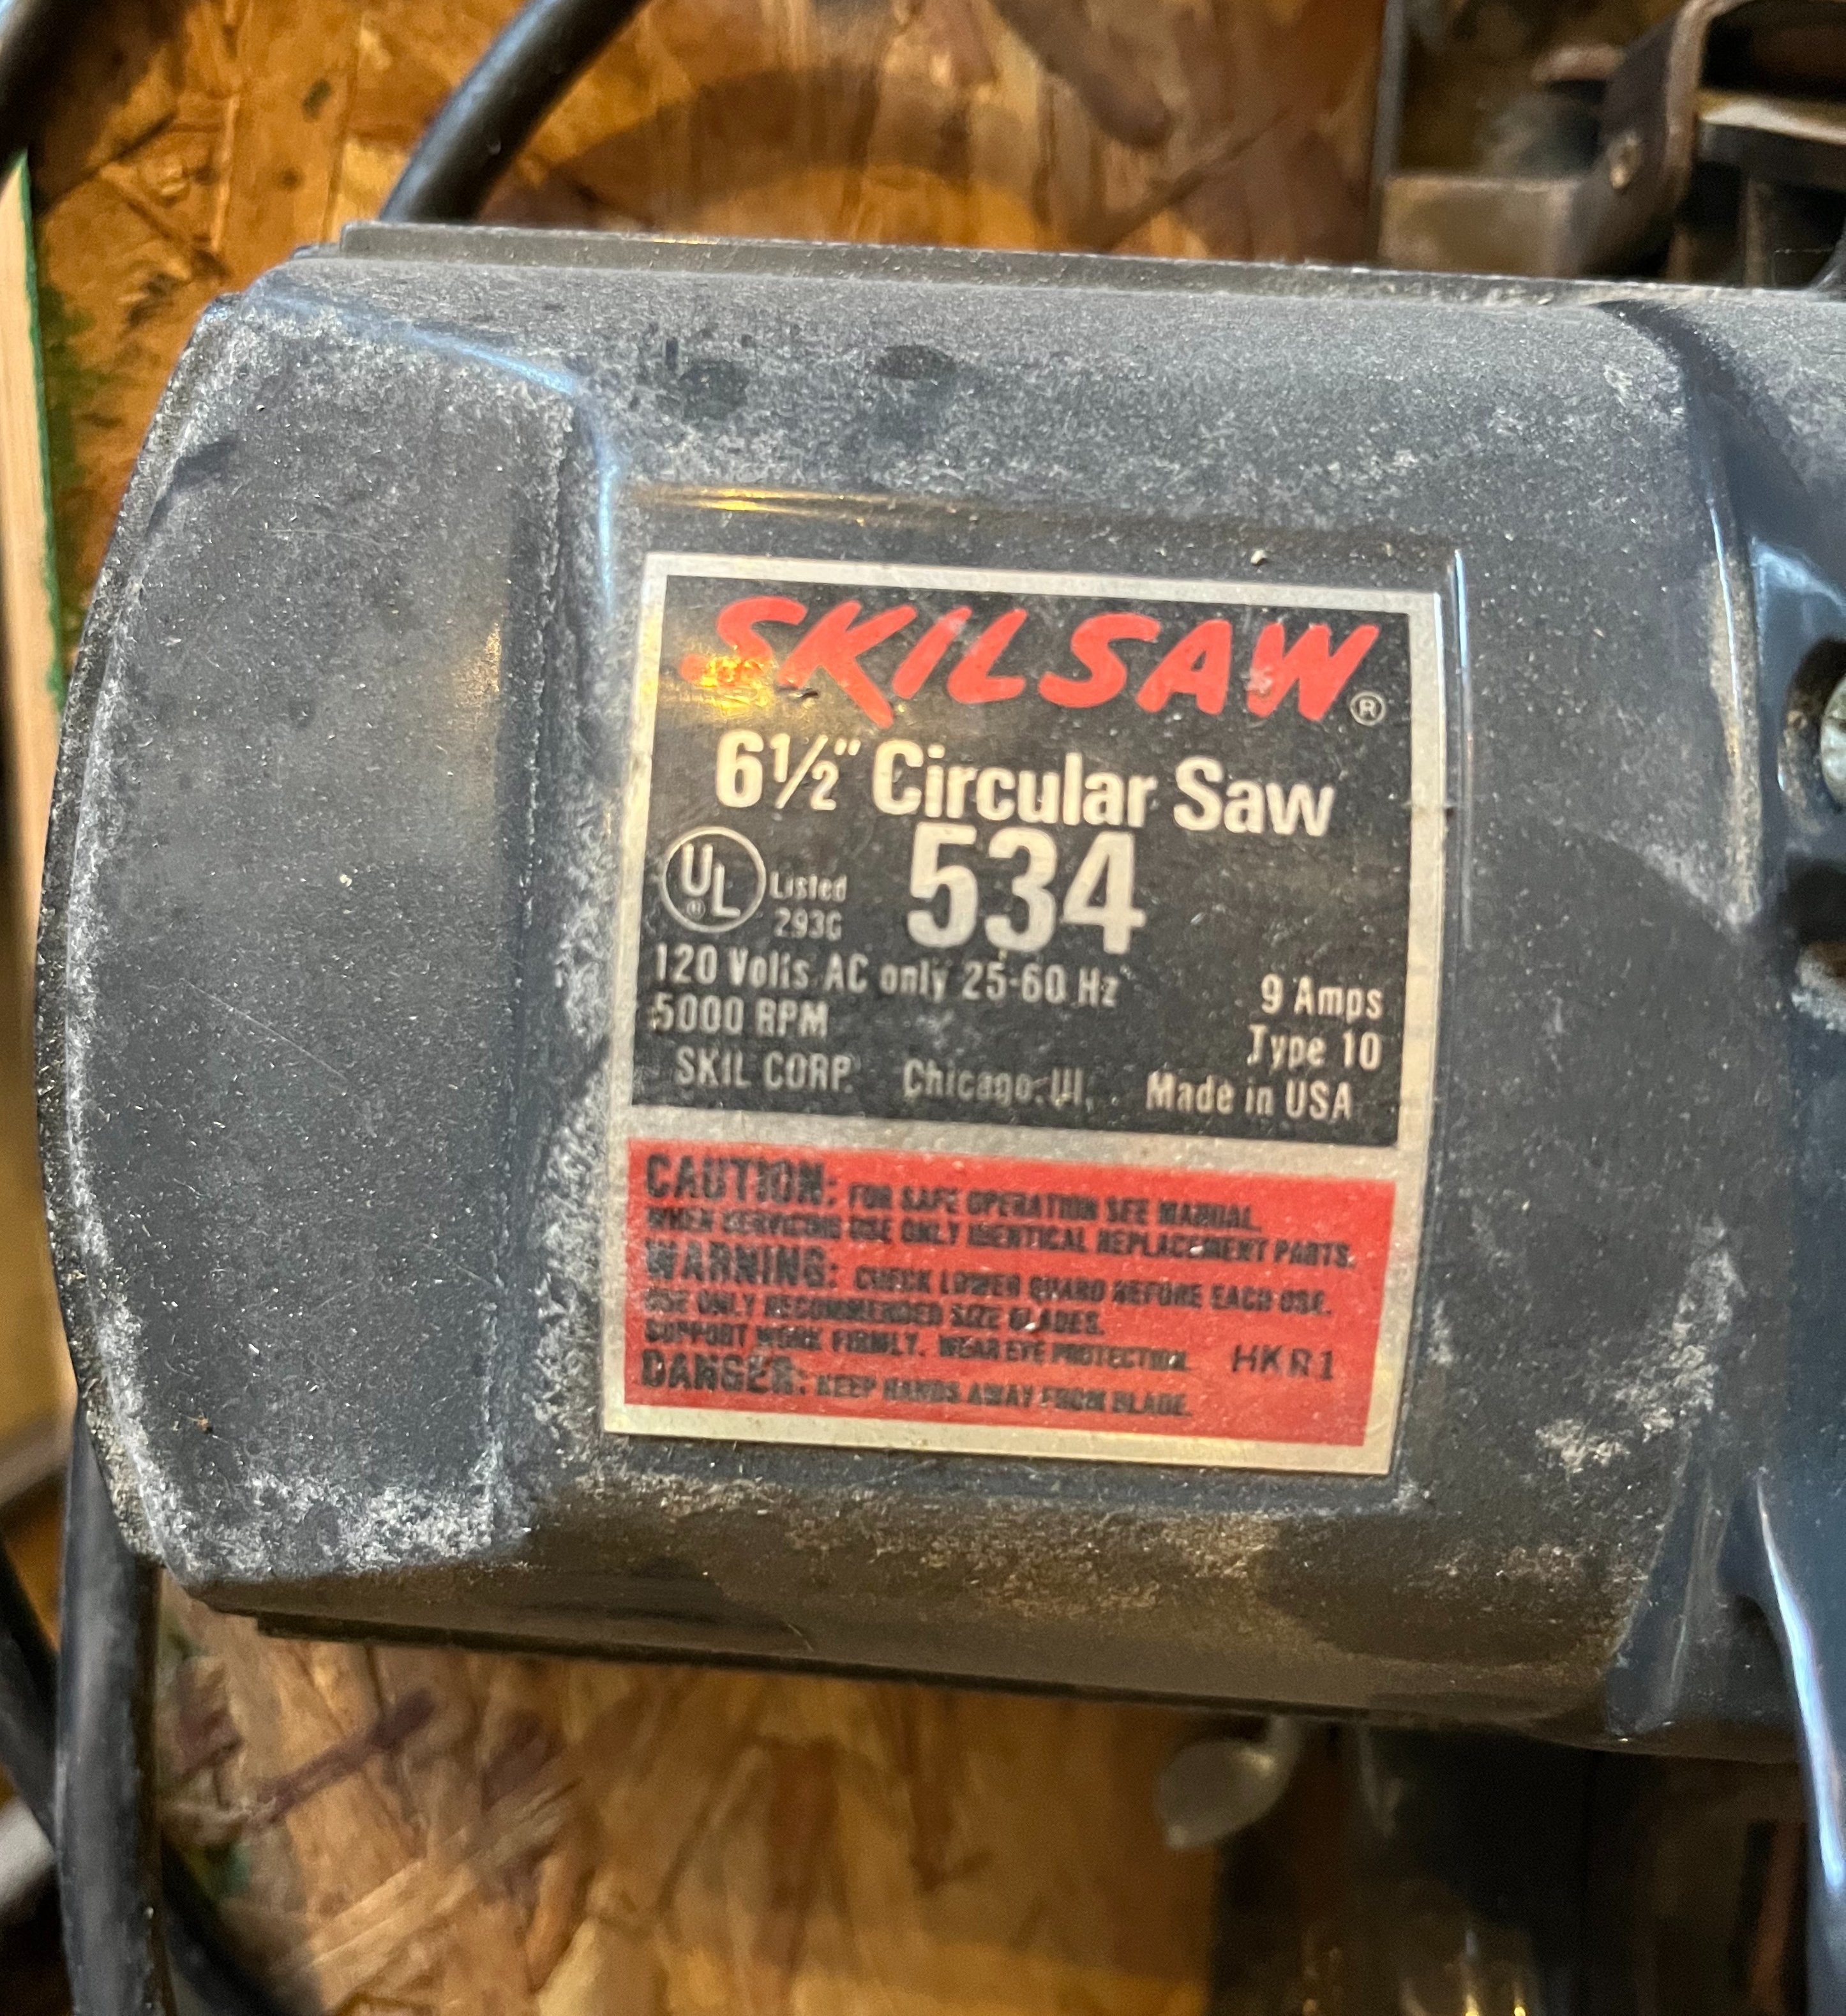 SKILSAW®
6½" Circular Saw
UL® Listed 293G
534
120 Volts AC only 25-60 Hz 9 Amps
5000 RPM Type 10
SKIL CORP. Chicago, Ill. Made in USA
CAUTION: FOR SAFE OPERATION SEE MANUAL.
WHEN SERVICING USE ONLY IDENTICAL REPLACEMENT PARTS.
WARNING: CHECK LOWER GUARD BEFORE EACH USE.
USE ONLY RECOMMENDED SIZE BLADES.
SUPPORT WORK FIRMLY. WEAR EYE PROTECTION. HKR1
DANGER: KEEP HANDS AWAY FROM BLADE.